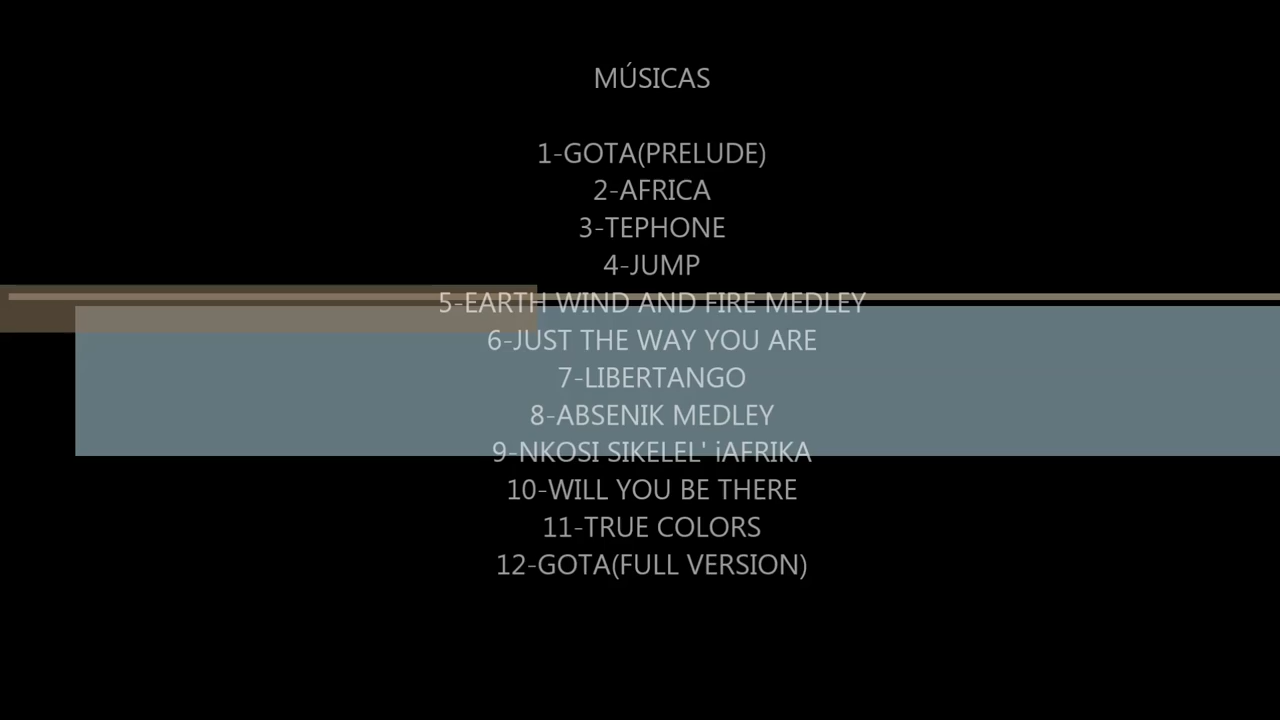 MÚSICAS
1-GOTA(PRELUDE)
2-AFRICA
3-TEPHONE
4-JUMP
5-EARTH WIND AND FIRE MEDLEY
6-JUST THE WAY YOU ARE
7-LIBERTANGO
8-ABSENIK MEDLEY
9-NKOSI SIKELEL' iAFRIKA
10-WILL YOU BE THERE
11-TRUE COLORS
12-GOTA(FULL VERSION)